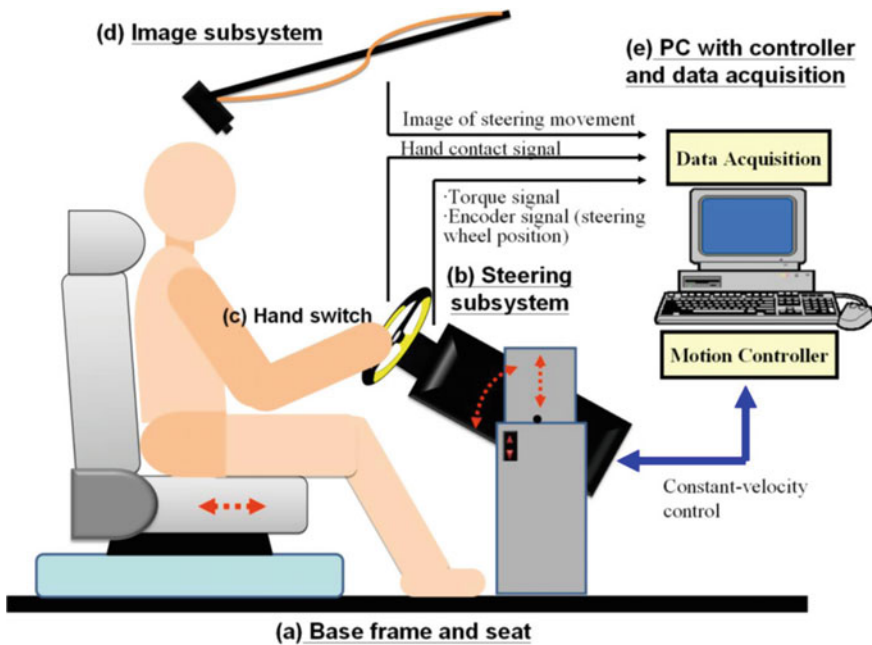 (d) Image subsystem
(e) PC with controller
and data acquisition
Image of steering movement
Hand contact signal
Data Acquisition
·Torque signal
·Encoder signal (steering
wheel position)
(b) Steering
subsystem
(c) Hand switch
Motion Controller
Constant-velocity
control
(a) Base frame and seat